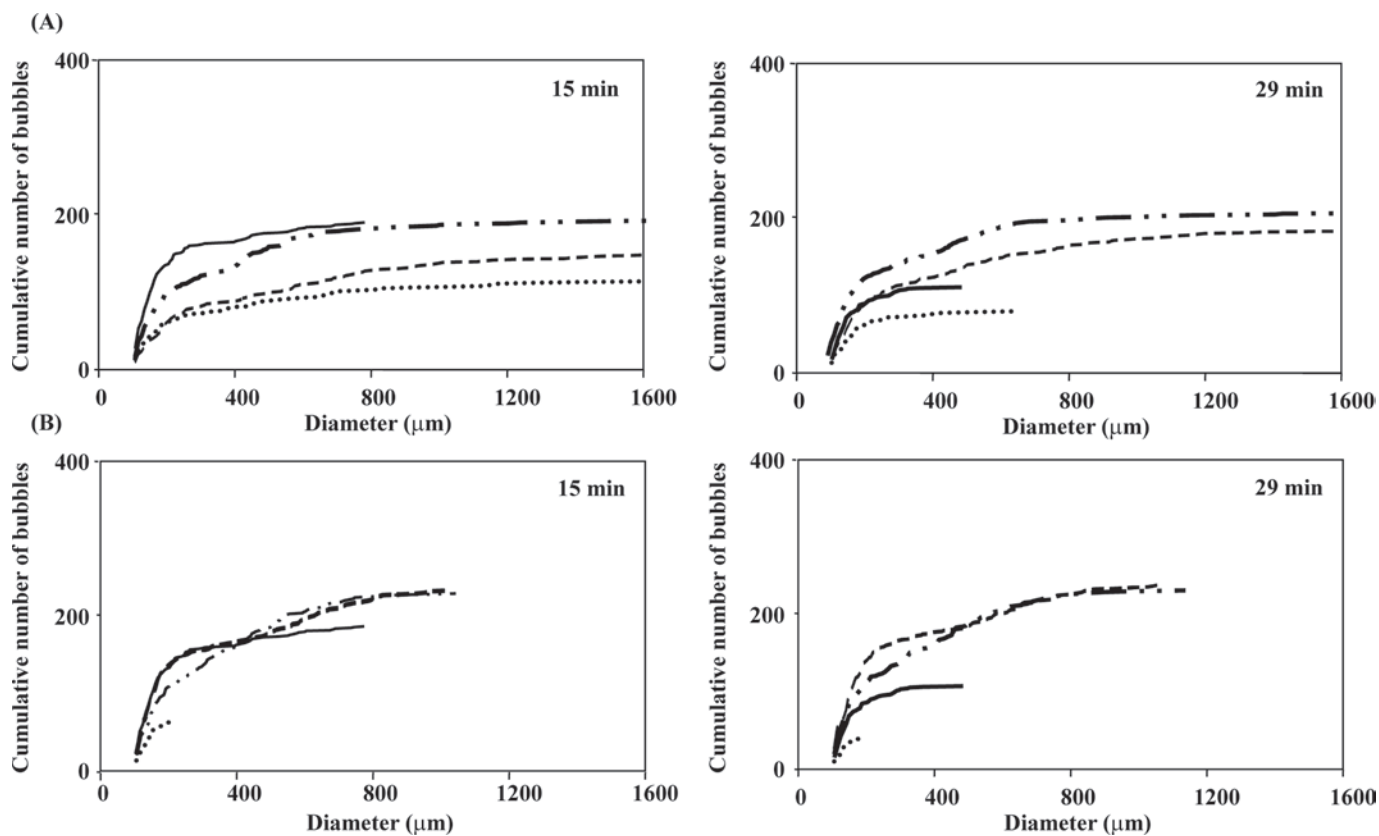 (A)
Cumulative number of bubbles
400
200
0
15 min
0 400 800 1200 1600
Diameter (µm)
Cumulative number of bubbles
400
200
0
29 min
0 400 800 1200 1600
Diameter (µm)
(B)
Cumulative number of bubbles
400
200
0
15 min
0 400 800 1200 1600
Diameter (µm)
Cumulative number of bubbles
400
200
0
29 min
0 400 800 1200 1600
Diameter (µm)